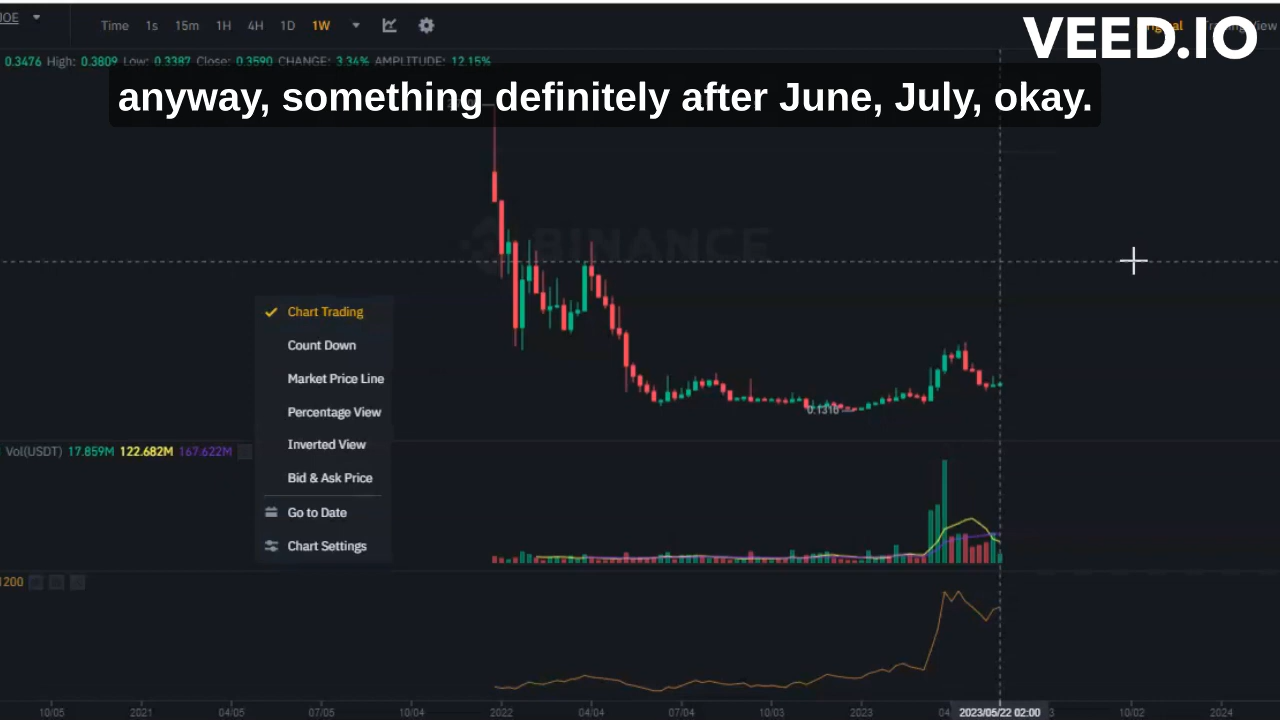 JOE
Time 1s 15m 1H 4H 1D 1W
VEED.IO
0.3476 High: 0.3809 Low: 0.3387 Close: 0.3590 CHANGE: 3.34% AMPLITUDE: 12.15%
anyway, something definitely after June, July, okay.
BINANCE
Chart Trading
Count Down
Market Price Line
Percentage View
0.1316
Inverted View
Vol(USDT) 17.859M 122.682M 167.622M
Bid & Ask Price
Go to Date
Chart Settings
1200
10/05 2021 04/05 07/05 10/04 2022 04/04 07/04 10/03 2023 04 2023/05/22 02:00 3 10/02 2024